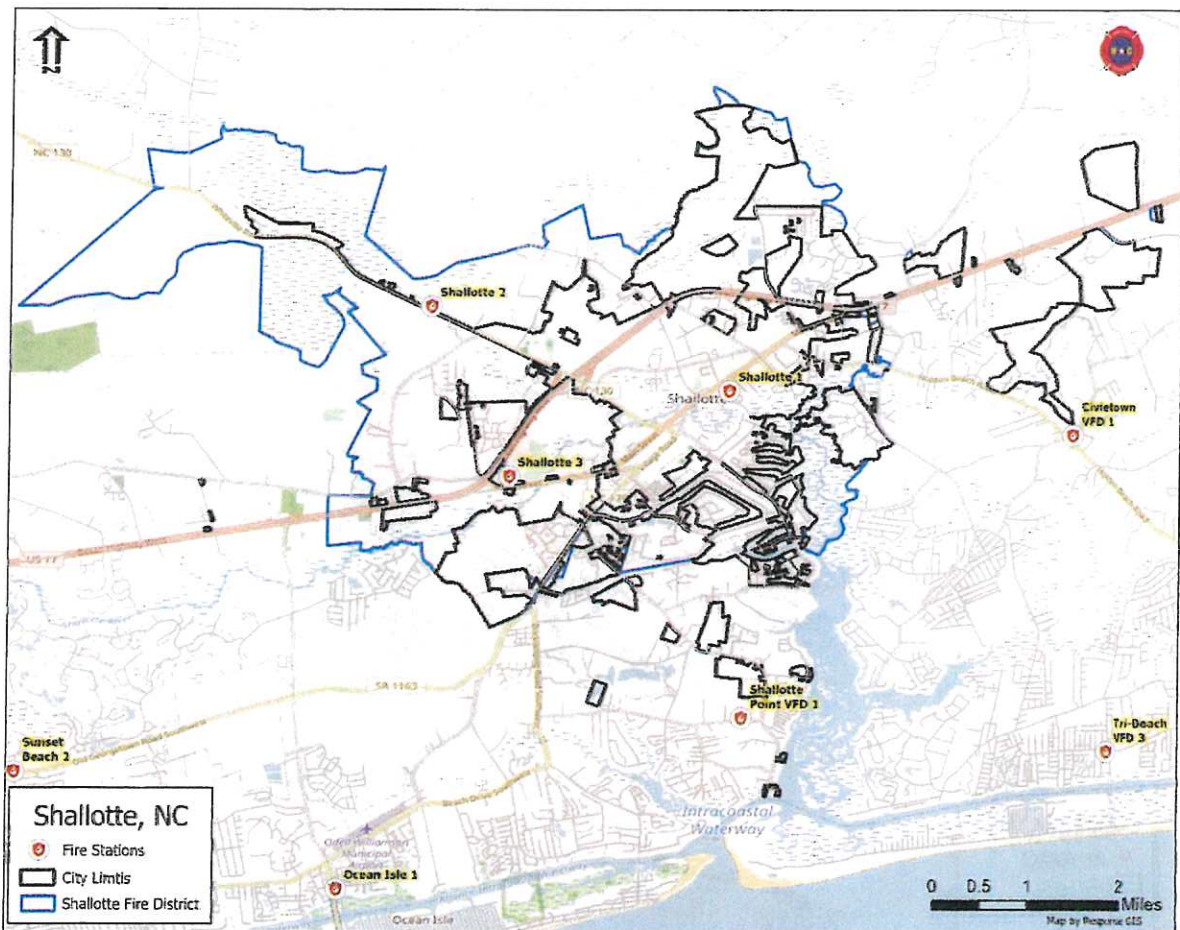 N
NC 130
Shallotte 2
Shallotte 1
Shallotte
Civietown
VFD 1
Shallotte 3
US 17
SR 1163
Shallotte
Point VFD 1
Tri-Beach
VFD 3
Sunset
Beach 2
Intracoastal
Waterway
Shallotte, NC
Fire Stations
City Limtis
Shallotte Fire District
Municipal
Ocean Isle 1
Ocean Isle
0 0.5 1 2
Miles
Map by Response GIS